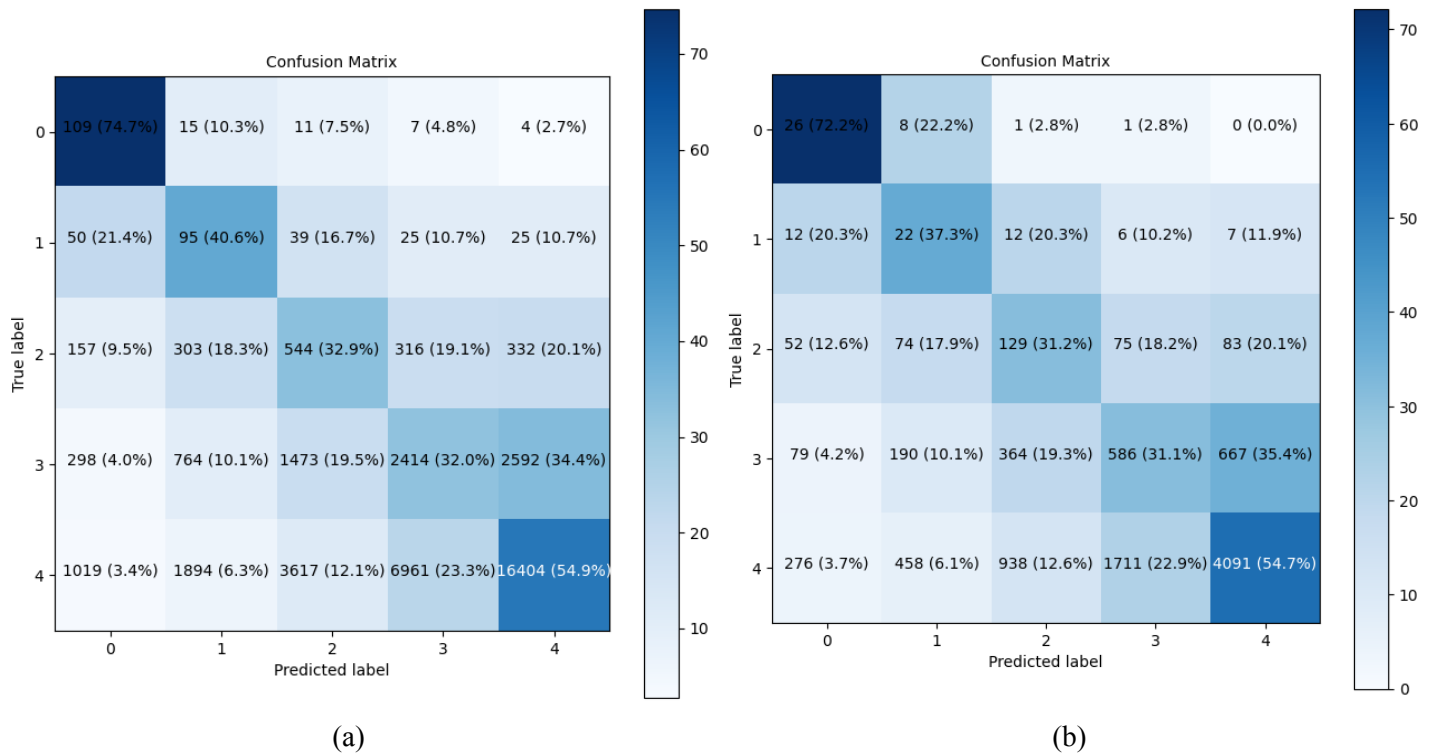 Confusion Matrix
0
109 (74.7%) 15 (10.3%) 11 (7.5%) 7 (4.8%) 4 (2.7%)
1
50 (21.4%) 95 (40.6%) 39 (16.7%) 25 (10.7%) 25 (10.7%)
2
157 (9.5%) 303 (18.3%) 544 (32.9%) 316 (19.1%) 332 (20.1%)
3
298 (4.0%) 764 (10.1%) 1473 (19.5%) 2414 (32.0%) 2592 (34.4%)
4
1019 (3.4%) 1894 (6.3%) 3617 (12.1%) 6961 (23.3%) 16404 (54.9%)
0 1 2 3 4
Predicted label
True label
70
60
50
40
30
20
10
(a)
Confusion Matrix
0
26 (72.2%) 8 (22.2%) 1 (2.8%) 1 (2.8%) 0 (0.0%)
1
12 (20.3%) 22 (37.3%) 12 (20.3%) 6 (10.2%) 7 (11.9%)
2
52 (12.6%) 74 (17.9%) 129 (31.2%) 75 (18.2%) 83 (20.1%)
3
79 (4.2%) 190 (10.1%) 364 (19.3%) 586 (31.1%) 667 (35.4%)
4
276 (3.7%) 458 (6.1%) 938 (12.6%) 1711 (22.9%) 4091 (54.7%)
0 1 2 3 4
Predicted label
True label
70
60
50
40
30
20
10
0
(b)